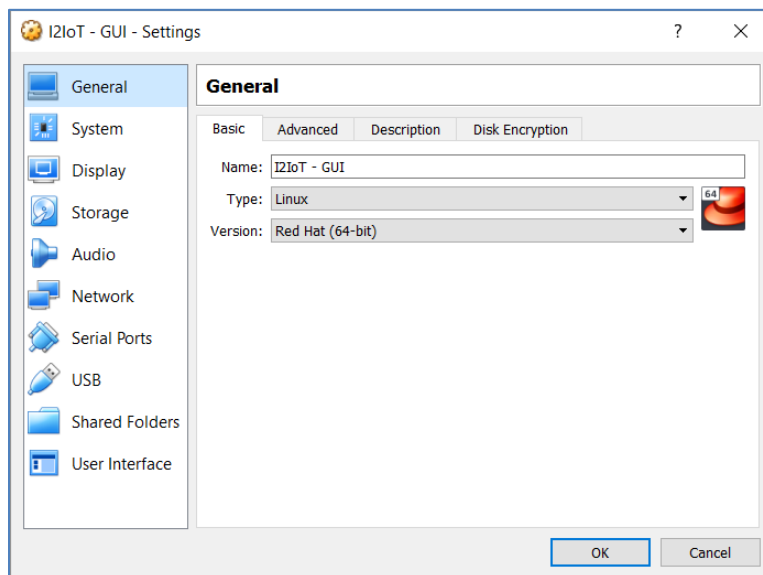 I2IoT - GUI - Settings
?
General
System
Display
Storage
Audio
Network
Serial Ports
USB
Shared Folders
User Interface
General
Basic Advanced Description Disk Encryption
Name: I2IoT - GUI
Type: Linux
64
Version: Red Hat (64-bit)
OK Cancel